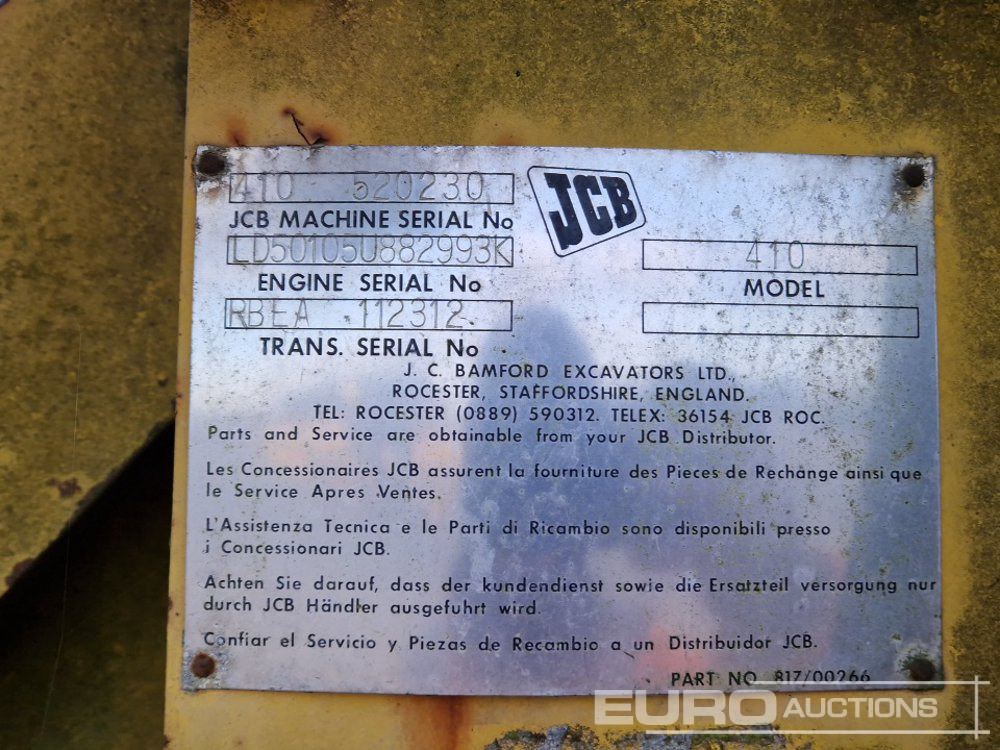 410 520230
JCB MACHINE SERIAL No
LD50105U882993K
ENGINE SERIAL No
RBEA 112312
TRANS. SERIAL No
JCB
410
MODEL
J. C. BAMFORD EXCAVATORS LTD.,
ROCESTER, STAFFORDSHIRE, ENGLAND.
TEL: ROCESTER (0889) 590312. TELEX: 36154 JCB ROC.
Parts and Service are obtainable from your JCB Distributor.
Les Concessionaires JCB assurent la fourniture des Pieces de Rechange ainsi que
le Service Apres Ventes.
L'Assistenza Tecnica e le Parti di Ricambio sono disponibili presso
i Concessionari JCB.
Achten Sie darauf, dass der kundendienst sowie die Ersatzteil versorgung nur
durch JCB Händler ausgefuhrt wird.
Confiar el Servicio y Piezas de Recambio a un Distribuidor JCB.
PART NO 817/00266
EURO AUCTIONS